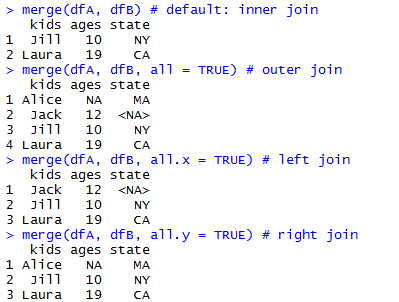 > merge(dfA, dfB) # default: inner join
   kids ages state
1  Jill   10    NY
2 Laura   19    CA
> merge(dfA, dfB, all = TRUE) # outer join
   kids ages state
1 Alice   NA    MA
2  Jack   12  <NA>
3  Jill   10    NY
4 Laura   19    CA
> merge(dfA, dfB, all.x = TRUE) # left join
   kids ages state
1  Jack   12  <NA>
2  Jill   10    NY
3 Laura   19    CA
> merge(dfA, dfB, all.y = TRUE) # right join
   kids ages state
1 Alice   NA    MA
2  Jill   10    NY
3 Laura   19    CA